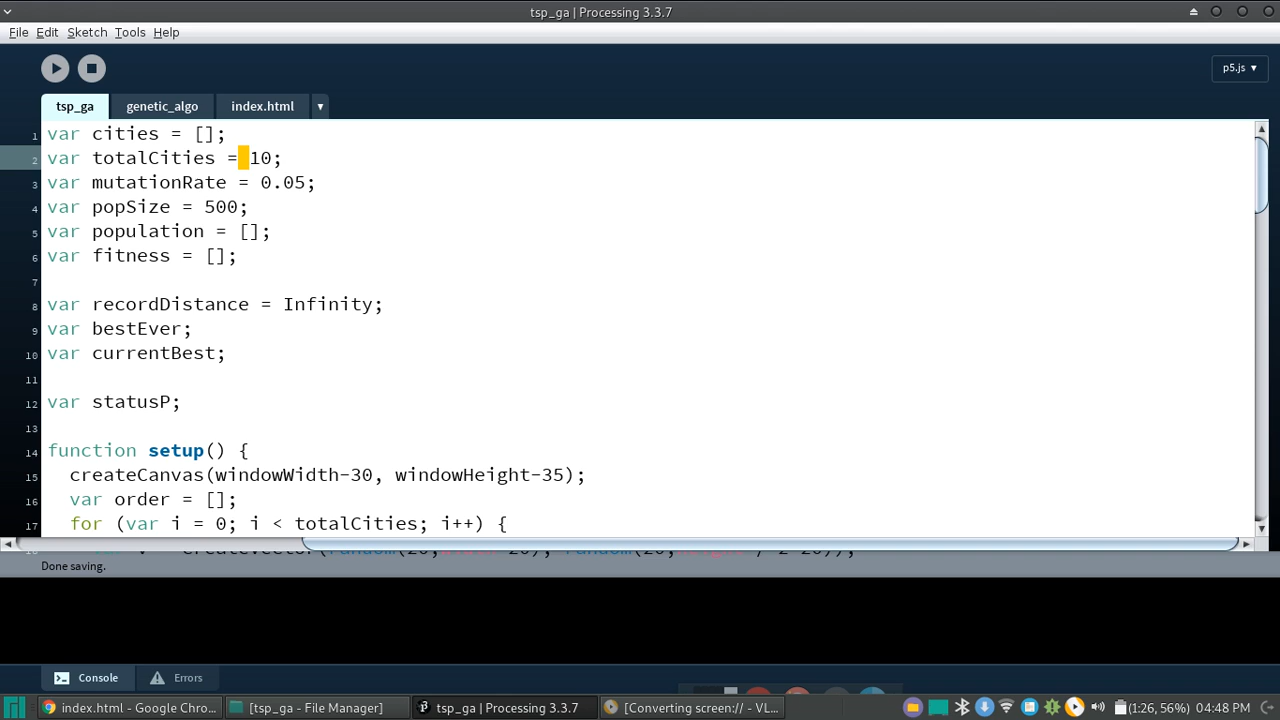 tsp_ga | Processing 3.3.7
File Edit Sketch Tools Help
p5.js ▾
tsp_ga genetic_algo index.html ▾
1 var cities = [];
2 var totalCities = 10;
3 var mutationRate = 0.05;
4 var popSize = 500;
5 var population = [];
6 var fitness = [];
7
8 var recordDistance = Infinity;
9 var bestEver;
10 var currentBest;
11
12 var statusP;
13
14 function setup() {
15 createCanvas(windowWidth-30, windowHeight-35);
16 var order = [];
17 for (var i = 0; i < totalCities; i++) {
Done saving.
Console Errors
index.html - Google Chro... [tsp_ga - File Manager] tsp_ga | Processing 3.3.7 [Converting screen:// - VL... (1:26, 56%) 04:48 PM